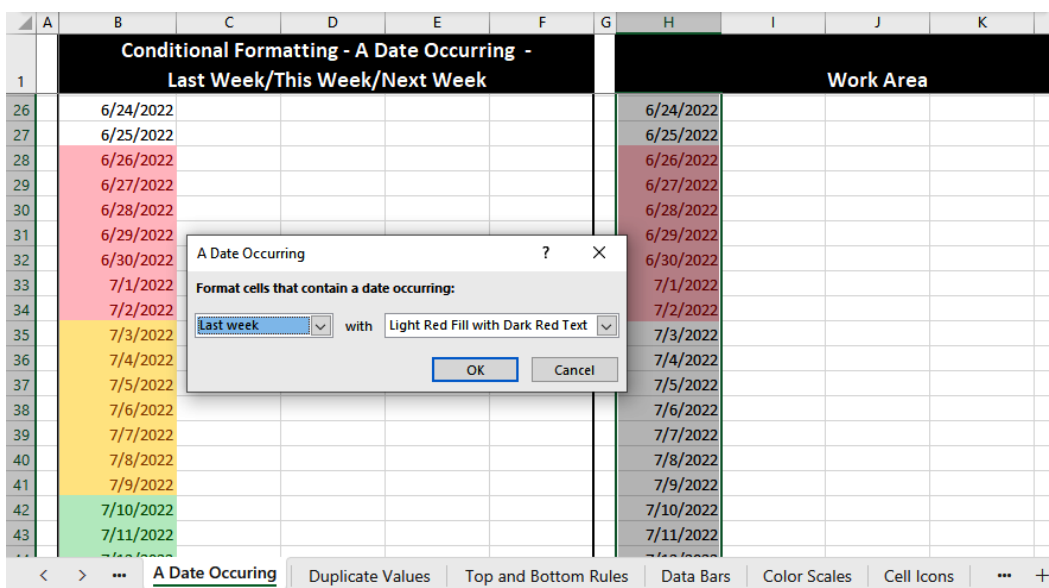 A B C D E F G H I J K
1 Conditional Formatting - A Date Occurring -
Last Week/This Week/Next Week Work Area
26 6/24/2022 6/24/2022
27 6/25/2022 6/25/2022
28 6/26/2022 6/26/2022
29 6/27/2022 6/27/2022
30 6/28/2022 6/28/2022
31 6/29/2022 6/29/2022
32 6/30/2022 6/30/2022
33 7/1/2022 7/1/2022
34 7/2/2022 7/2/2022
35 7/3/2022 7/3/2022
36 7/4/2022 7/4/2022
37 7/5/2022 7/5/2022
38 7/6/2022 7/6/2022
39 7/7/2022 7/7/2022
40 7/8/2022 7/8/2022
41 7/9/2022 7/9/2022
42 7/10/2022 7/10/2022
43 7/11/2022 7/11/2022
A Date Occurring ?
Format cells that contain a date occurring:
Last week with Light Red Fill with Dark Red Text
OK Cancel
A Date Occuring Duplicate Values Top and Bottom Rules Data Bars Color Scales Cell Icons